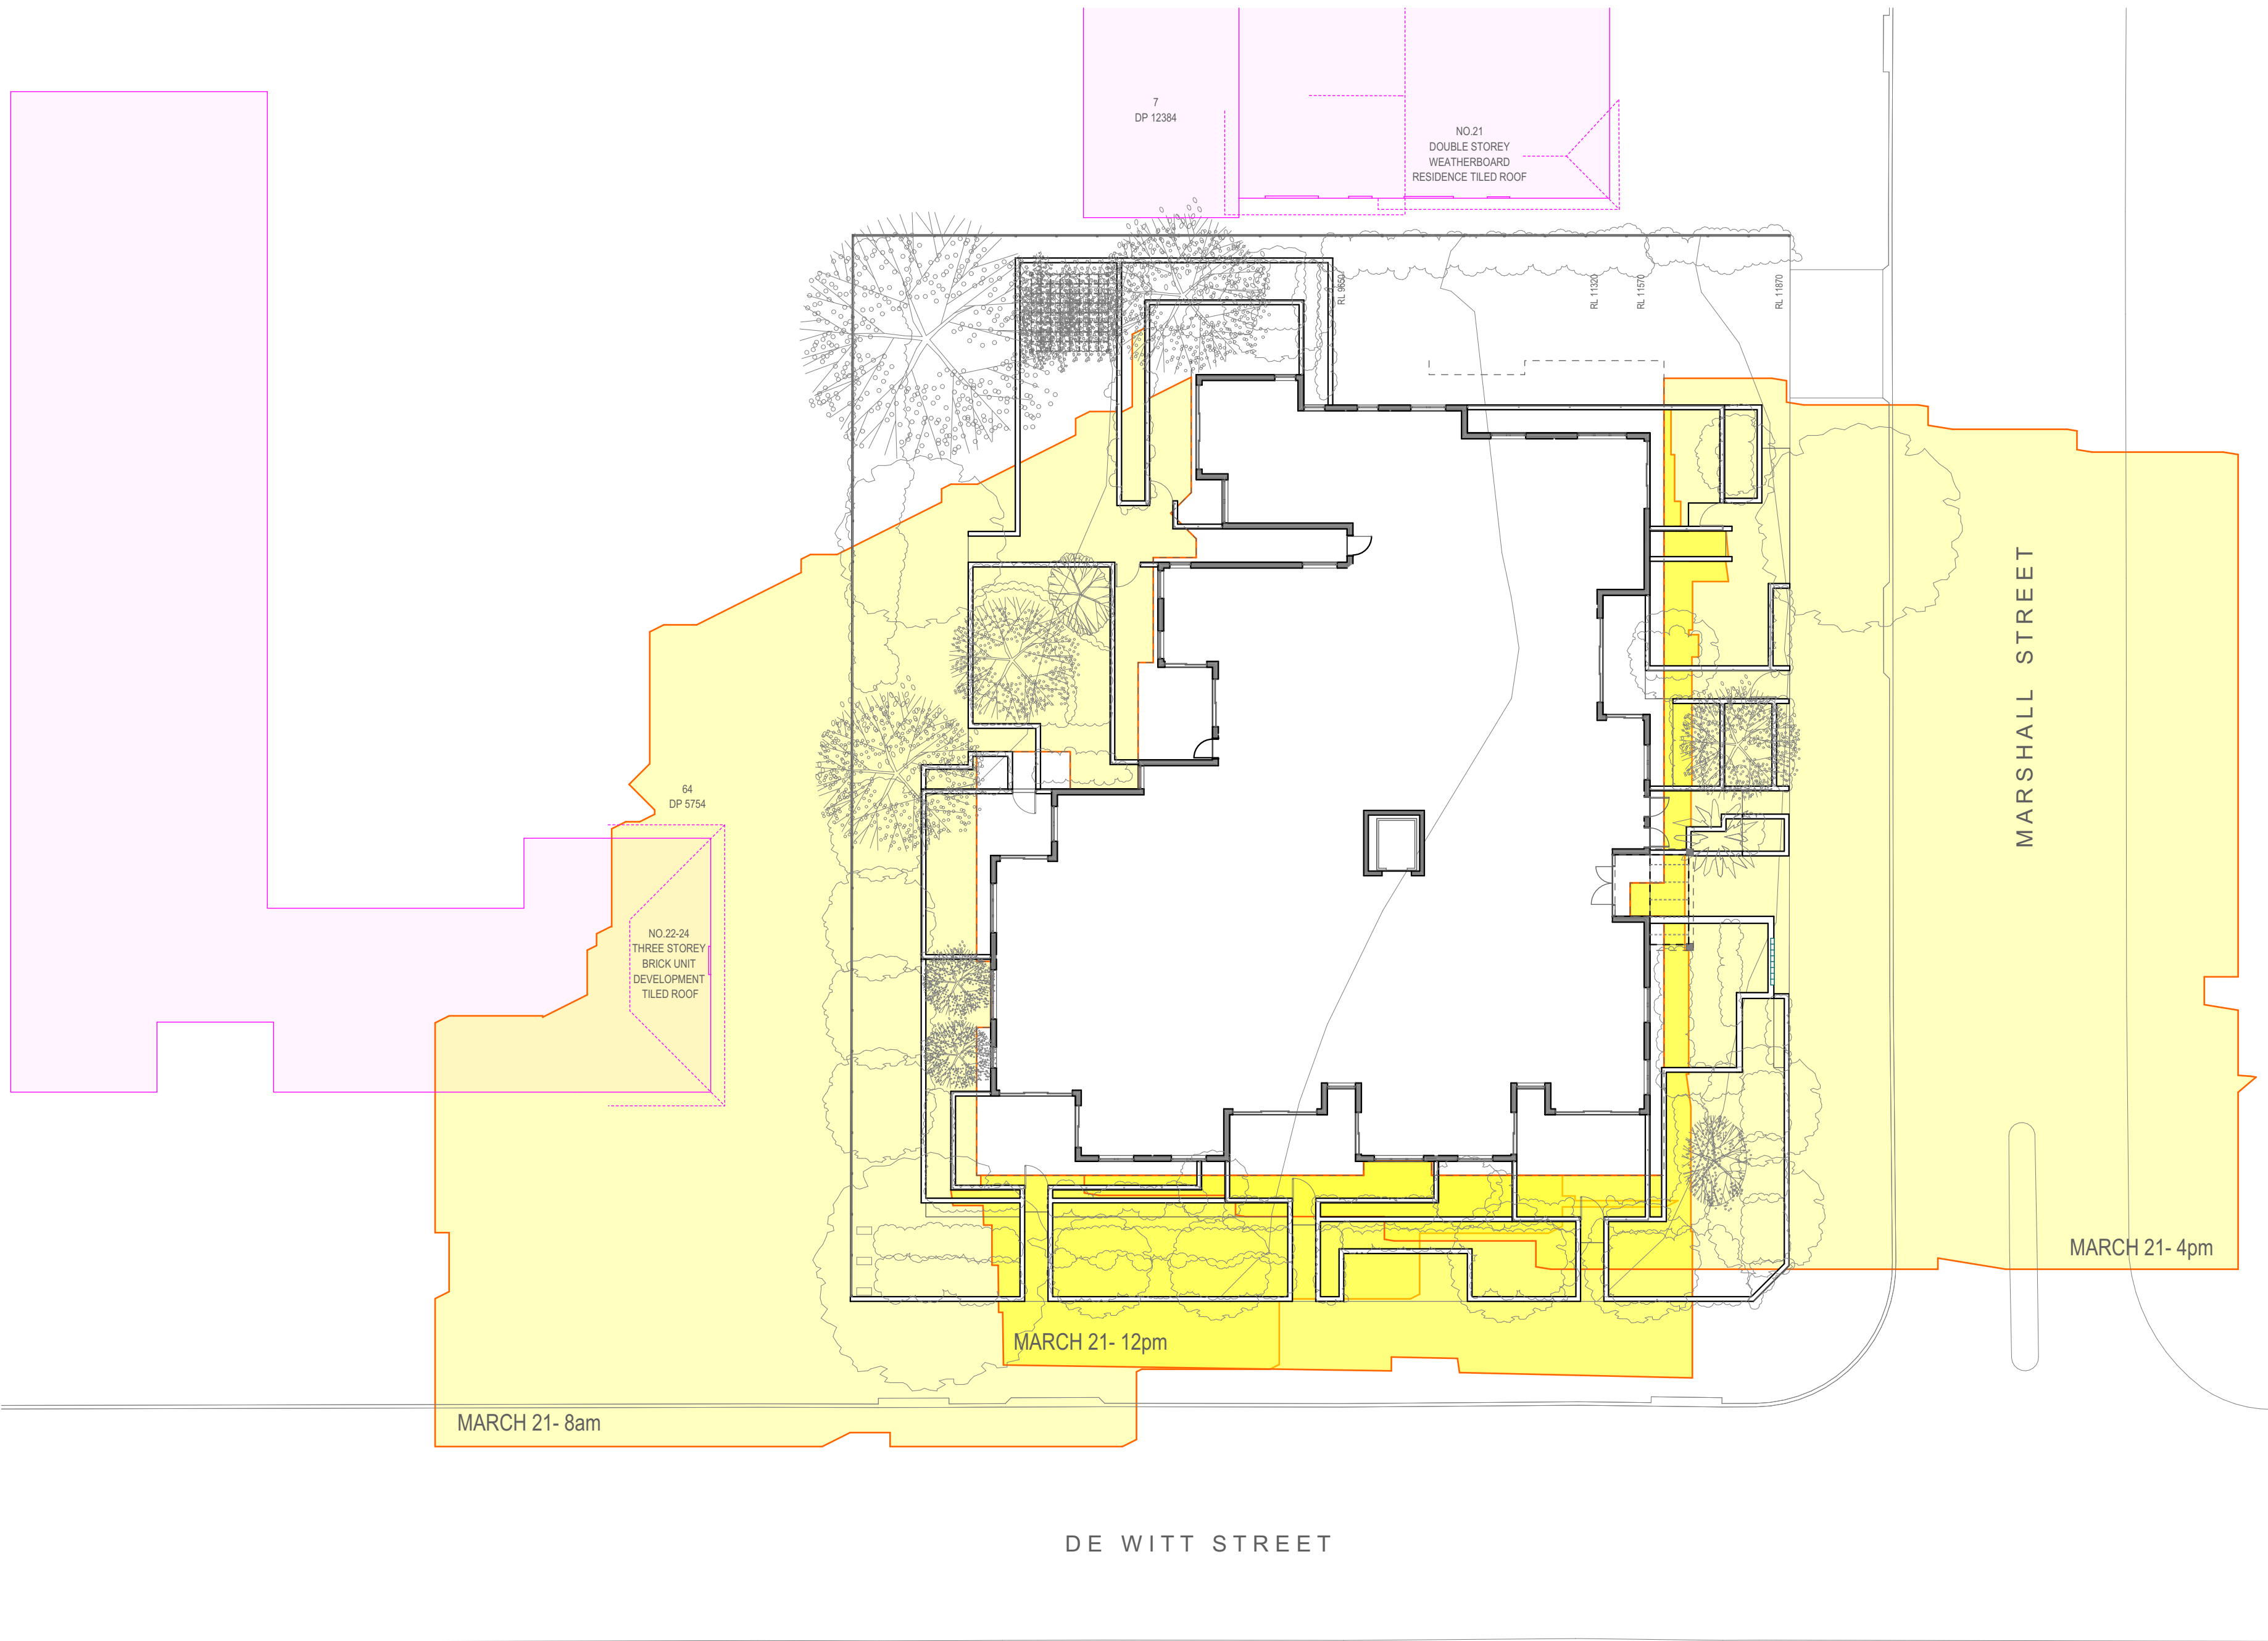 7
DP 12384
NO.21
DOUBLE STOREY
WEATHERBOARD
RESIDENCE TILED ROOF
RL 9650
RL 11320
RL 11570
RL 11870
MARSHALL STREET
64
DP 5754
NO.22-24
THREE STOREY
BRICK UNIT
DEVELOPMENT
TILED ROOF
MARCH 21- 4pm
MARCH 21- 12pm
MARCH 21- 8am
DE WITT STREET